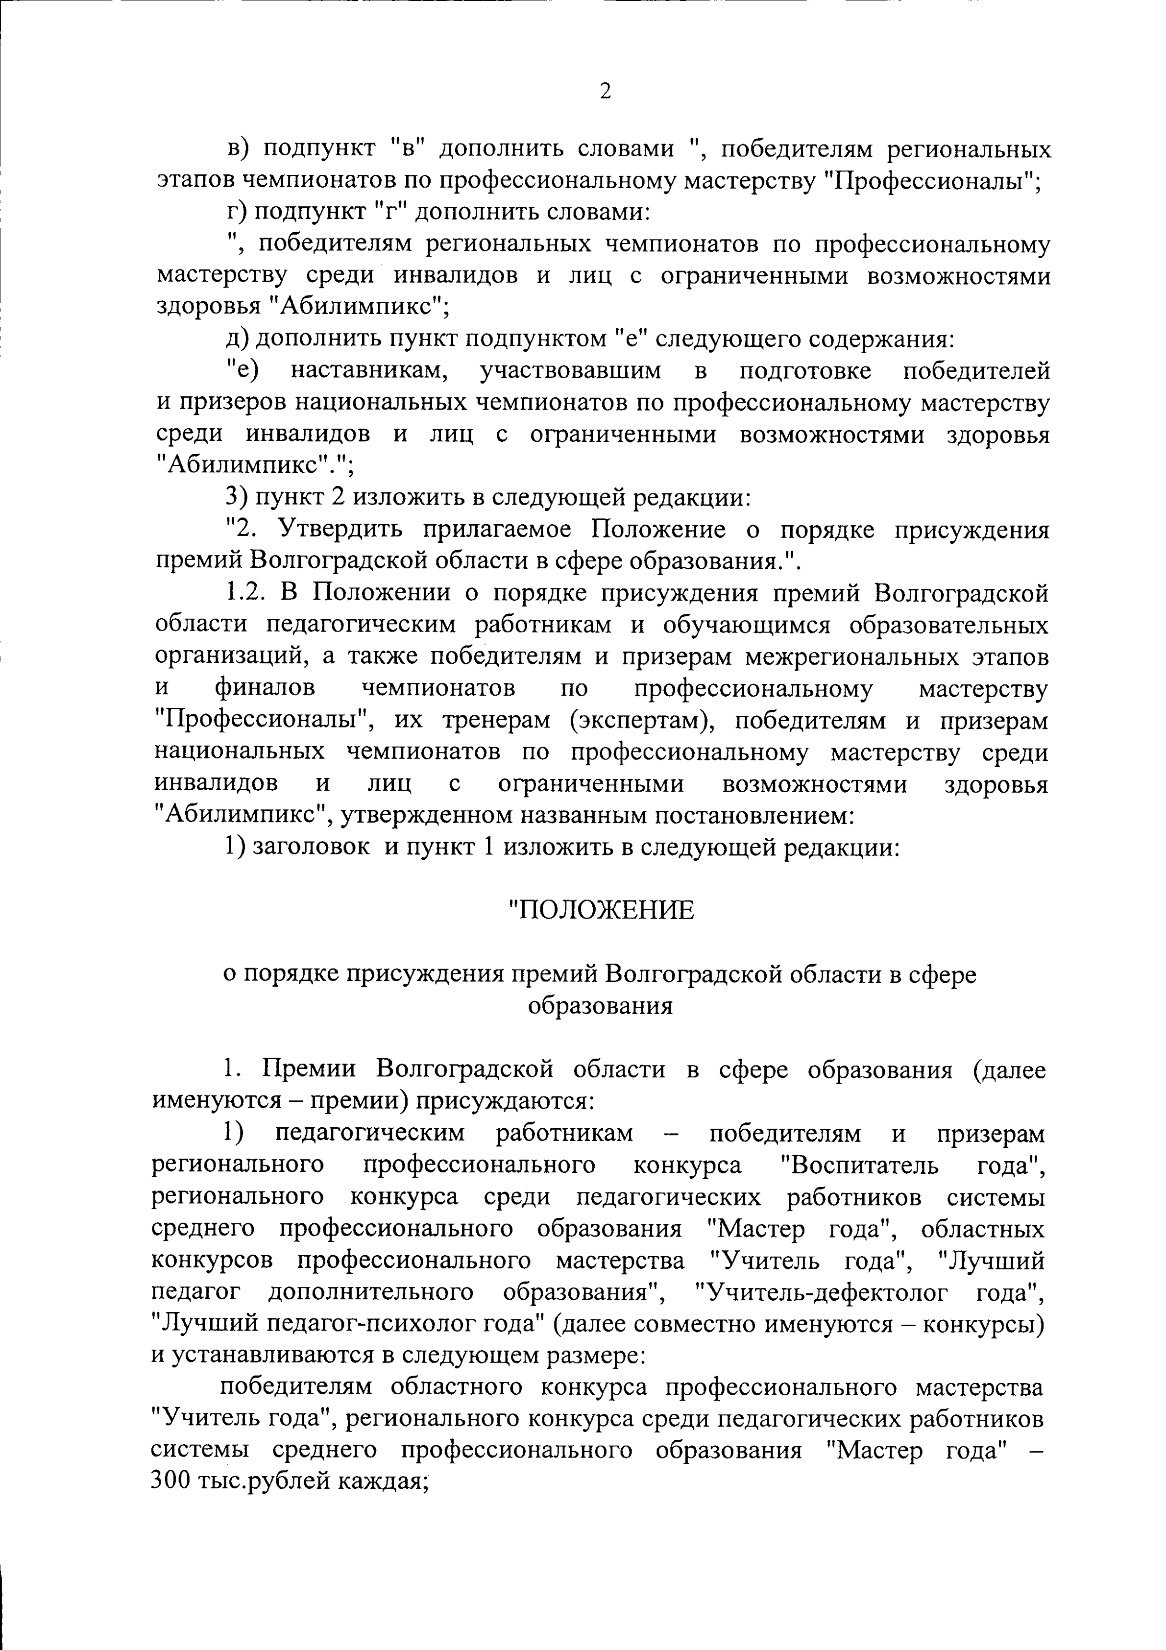 2
в) подпункт "в" дополнить словами ", победителям региональных
этапов чемпионатов по профессиональному мастерству "Профессионалы";
г) подпункт "г" дополнить словами:
", победителям региональных чемпионатов по профессиональному
мастерству среди инвалидов и лиц с ограниченными возможностями
здоровья "Абилимпикс";
д) дополнить пункт подпунктом "е" следующего содержания:
"е) наставникам, участвовавшим в подготовке победителей
и призеров национальных чемпионатов по профессиональному мастерству
среди инвалидов и лиц с ограниченными возможностями здоровья
"Абилимпикс".";
3) пункт 2 изложить в следующей редакции:
"2. Утвердить прилагаемое Положение о порядке присуждения
премий Волгоградской области в сфере образования.".
1.2. В Положении о порядке присуждения премий Волгоградской
области педагогическим работникам и обучающимся образовательных
организаций, а также победителям и призерам межрегиональных этапов
и финалов чемпионатов по профессиональному мастерству
"Профессионалы", их тренерам (экспертам), победителям и призерам
национальных чемпионатов по профессиональному мастерству среди
инвалидов и лиц с ограниченными возможностями здоровья
"Абилимпикс", утвержденном названным постановлением:
1) заголовок и пункт 1 изложить в следующей редакции:
"ПОЛОЖЕНИЕ
о порядке присуждения премий Волгоградской области в сфере
образования
1. Премии Волгоградской области в сфере образования (далее
именуются – премии) присуждаются:
1) педагогическим работникам – победителям и призерам
регионального профессионального конкурса "Воспитатель года",
регионального конкурса среди педагогических работников системы
среднего профессионального образования "Мастер года", областных
конкурсов профессионального мастерства "Учитель года", "Лучший
педагог дополнительного образования", "Учитель-дефектолог года",
"Лучший педагог-психолог года" (далее совместно именуются – конкурсы)
и устанавливаются в следующем размере:
победителям областного конкурса профессионального мастерства
"Учитель года", регионального конкурса среди педагогических работников
системы среднего профессионального образования "Мастер года" –
300 тыс.рублей каждая;